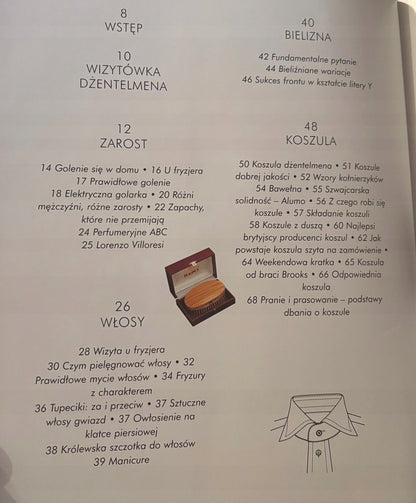 8
WSTĘP
10
WIZYTÓWKA
DŻENTELMENA
12
ZAROST
14 Golenie się w domu • 16 U fryzjera
17 Prawidłowe golenie
18 Elektryczna golarka • 20 Różni
mężczyźni, różne zarosty • 22 Zapachy,
które nie przemijają
24 Perfumeryjne ABC
25 Lorenzo Villoresi
26
WŁOSY
28 Wizyta u fryzjera
30 Czym pielęgnować włosy • 32
Prawidłowe mycie włosów • 34 Fryzury
z charakterem
36 Tupeciki: za i przeciw • 37 Sztuczne
włosy gwiazd • 37 Owłosienie na
klatce piersiowej
38 Królewska szczotka do włosów
39 Manicure
40
BIELIZNA
42 Fundamentalne pytanie
44 Bieliźniane wariacje
46 Sukces frontu w kształcie litery Y
48
KOSZULA
50 Koszula dżentelmena • 51 Koszule
dobrej jakości • 52 Wzory kołnierzyków
54 Bawełna • 55 Szwajcarska
solidność – Alumo • 56 Z czego robi się
koszule • 57 Składanie koszuli
58 Koszule z duszą • 60 Najlepsi
brytyjscy producenci koszul • 62 Jak
powstaje koszula szyta na zamówienie •
64 Weekendowa kratka • 65 Koszula
od braci Brooks • 66 Odpowiednia
koszula
68 Pranie i prasowanie – podstawy
dbania o koszule